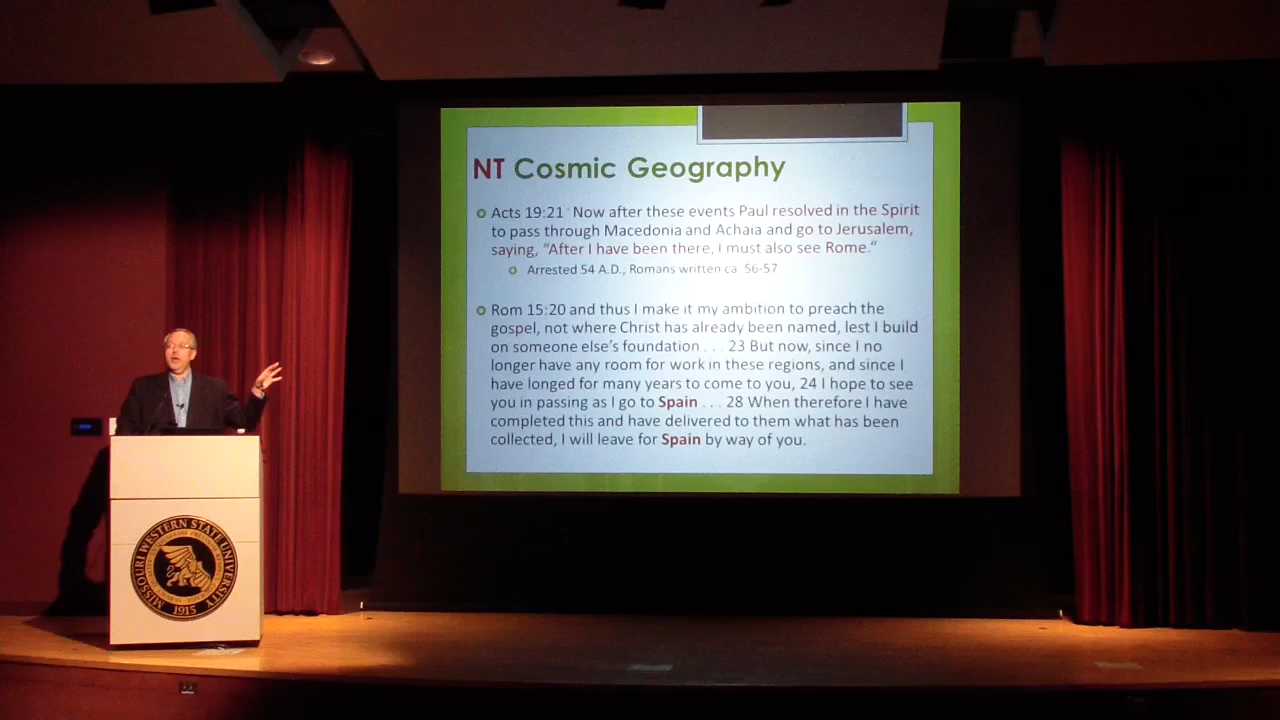 NT Cosmic Geography
Acts 19:21 Now after these events Paul resolved in the Spirit
to pass through Macedonia and Achaia and go to Jerusalem,
saying, “After I have been there, I must also see Rome.“
Arrested 54 A.D.; Romans written ca. 56-57
Rom 15:20 and thus I make it my ambition to preach the
gospel, not where Christ has already been named, lest I build
on someone else’s foundation . . . 23 But now, since I no
longer have any room for work in these regions, and since I
have longed for many years to come to you, 24 I hope to see
you in passing as I go to Spain . . . 28 When therefore I have
completed this and have delivered to them what has been
collected, I will leave for Spain by way of you.
MISSOURI WESTERN STATE UNIVERSITY
1915